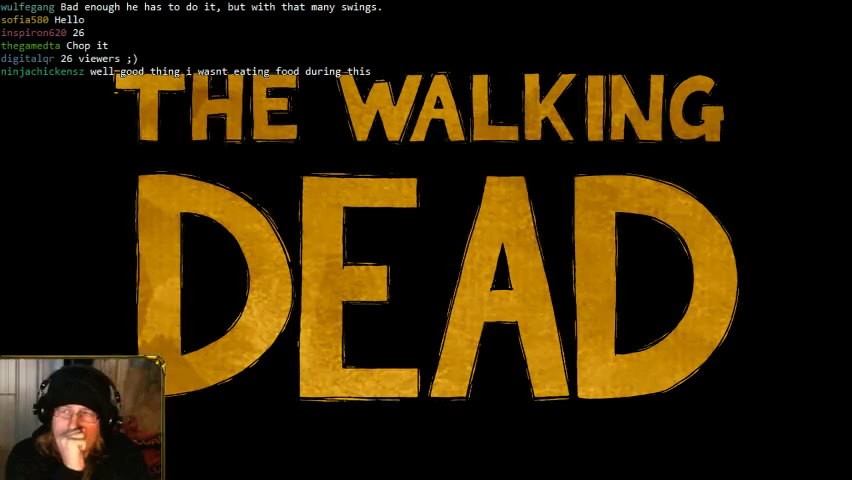 wulfegang Bad enough he has to do it, but with that many swings.
sofia580 Hello
inspiron620 26
thegamedta Chop it
digitalqr 26 viewers ;)
ninjachickensz well good thing i wasnt eating food during this
THE WALKING
DEAD